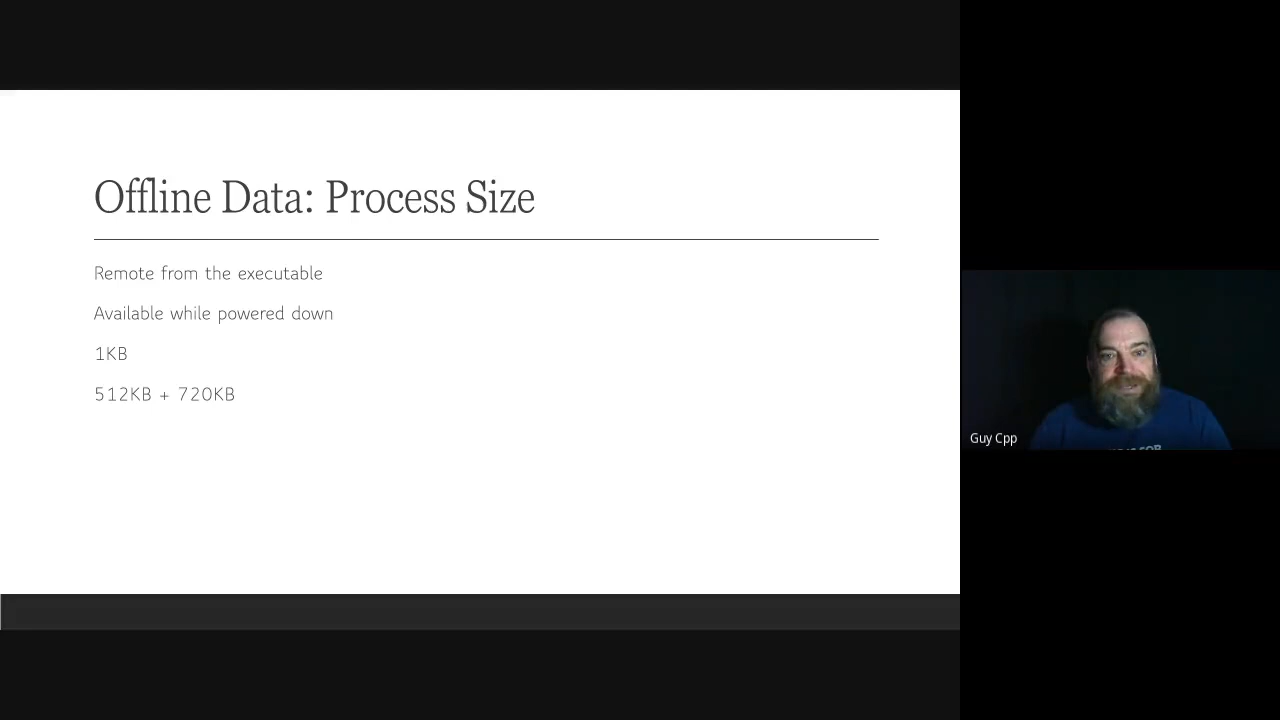 Offline Data: Process Size
Remote from the executable
Available while powered down
1KB
512KB + 720KB
Guy Cpp